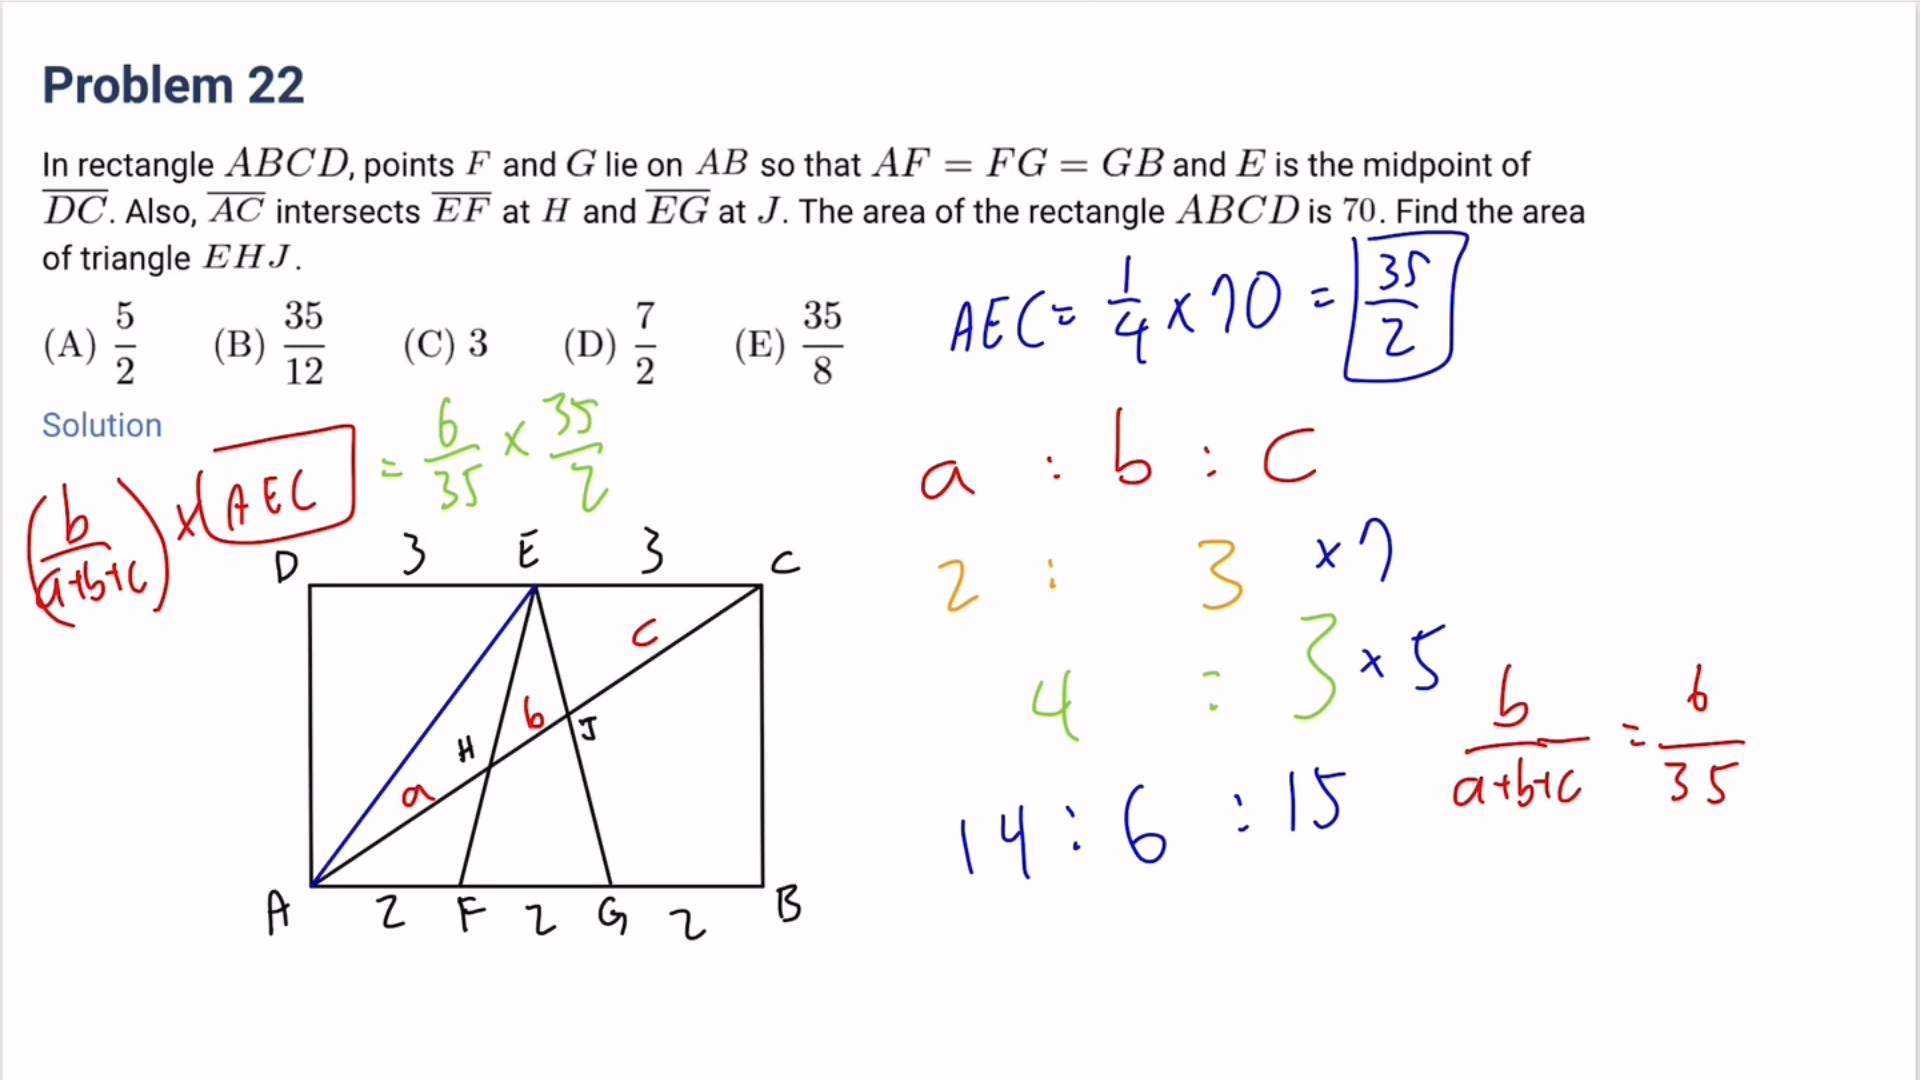 Problem 22
In rectangle ABCD, points F and G lie on AB so that AF = FG = GB and E is the midpoint of
DC. Also, AC intersects EF at H and EG at J. The area of the rectangle ABCD is 70. Find the area
of triangle EHJ.
(A) 5/2 (B) 35/12 (C) 3 (D) 7/2 (E) 35/8
AEC = 1/4 x 70 = 35/2
Solution
(b/a+b+c) x (AEC = 6/35 x 35/2
a : b : c
2 : 3 x 7
4 : 3 x 5
14 : 6 : 15
b/a+b+c = 6/35
D 3 E 3 C
c
b
H J
a
A 2 F 2 G 2 B